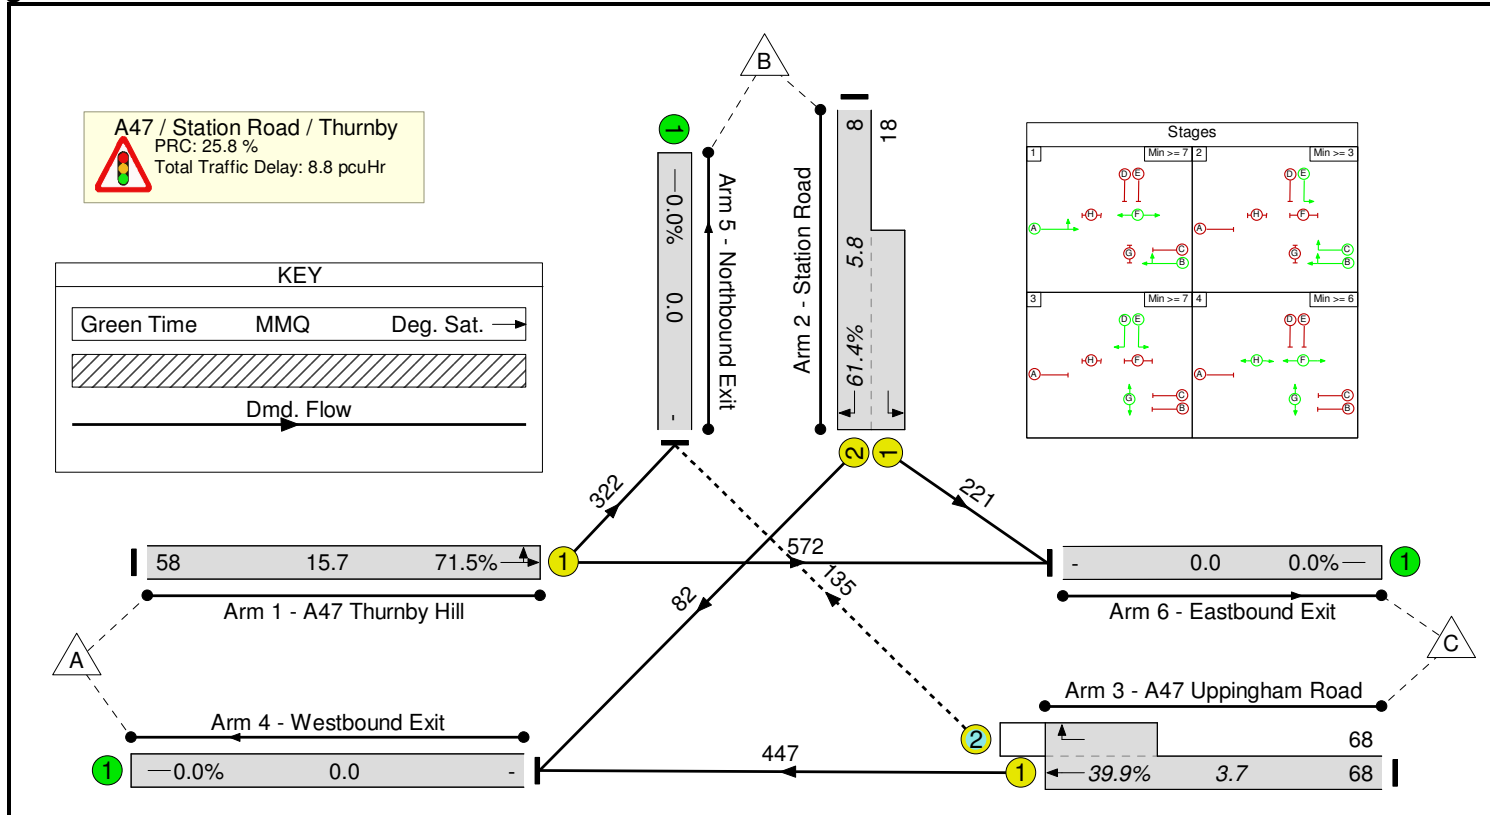 A47 / Station Road / Thurnby
PRC: 25.8 %
Total Traffic Delay: 8.8 pcuHr
KEY
Green Time MMQ Deg. Sat.
Dmd. Flow
B
1
0.0%
0.0
-
Arm 5 - Northbound Exit
Arm 2 - Station Road
8
18
5.8
61.4%
2
1
Stages
1
Min >= 7
D
E
H
F
A
G
C
B
2
Min >= 3
D
E
H
F
A
G
C
B
3
Min >= 7
D
E
H
F
A
G
C
B
4
Min >= 6
D
E
H
F
A
G
C
B
322
221
572
135
82
447
58 15.7 71.5%
1
Arm 1 - A47 Thurnby Hill
A
- 0.0 0.0%
1
Arm 6 - Eastbound Exit
C
Arm 4 - Westbound Exit
1
0.0% 0.0 -
Arm 3 - A47 Uppingham Road
2
68
1
39.9% 3.7 68